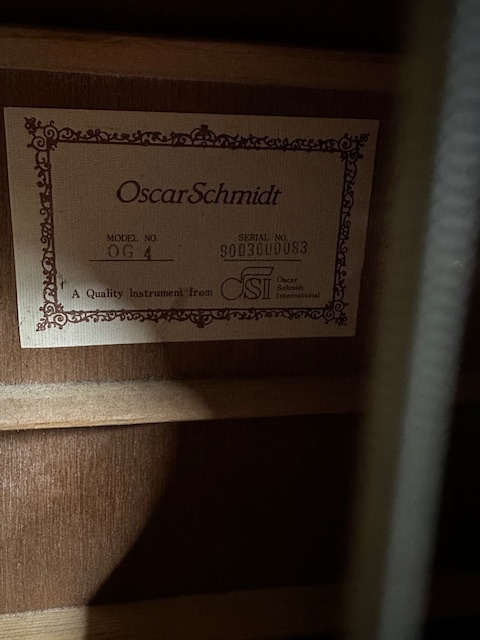 OscarSchmidt
MODEL NO.
OG 4
SERIAL NO.
9003000083
A Quality Instrument from
OSI
Oscar
Schmidt
International